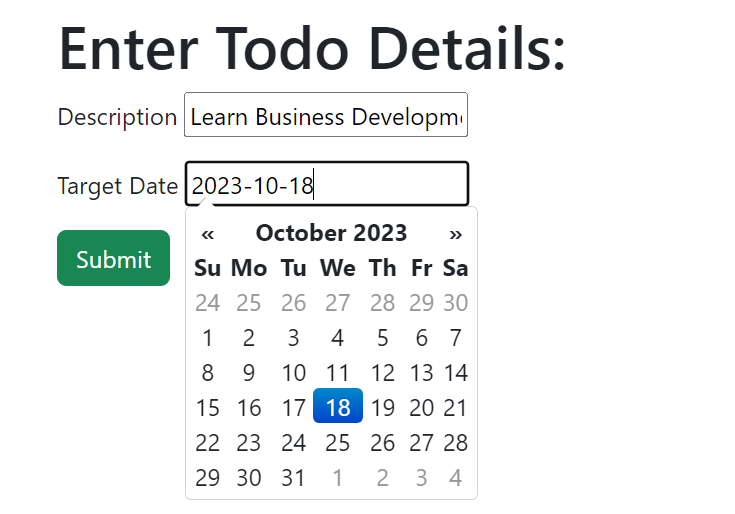 Enter Todo Details:
Description Learn Business Developm
Target Date 2023-10-18
Submit
« October 2023 »
Su Mo Tu We Th Fr Sa
24 25 26 27 28 29 30
1 2 3 4 5 6 7
8 9 10 11 12 13 14
15 16 17 18 19 20 21
22 23 24 25 26 27 28
29 30 31 1 2 3 4